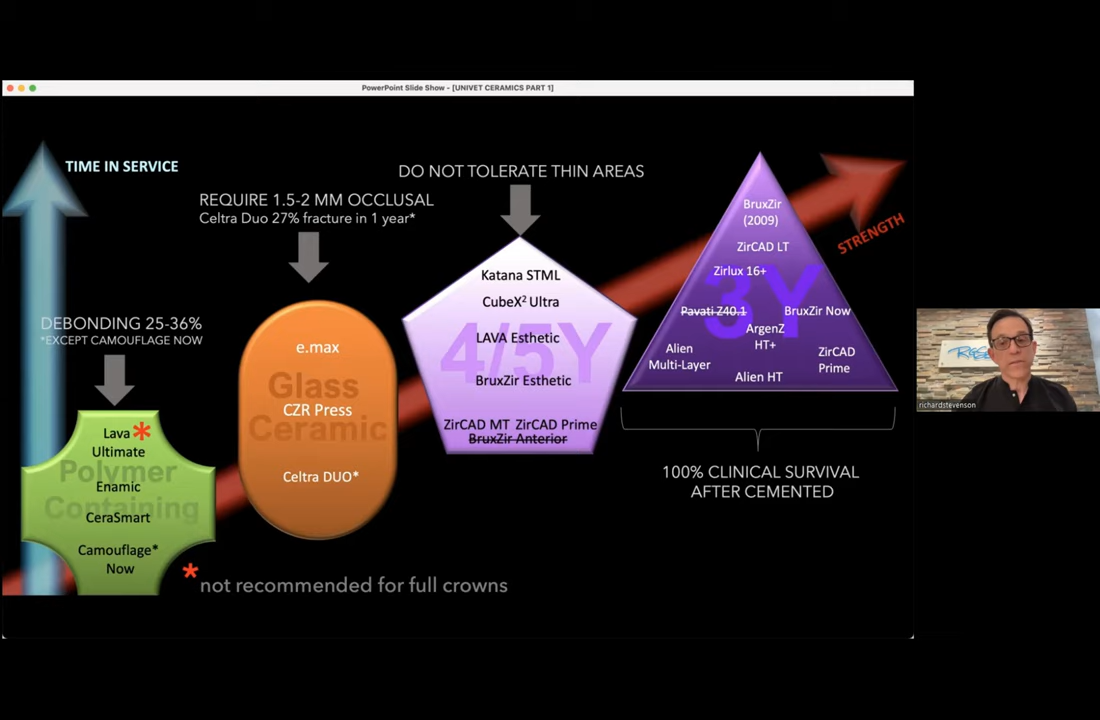 PowerPoint Slide Show - [UNIVET CERAMICS PART 1]
TIME IN SERVICE
DEBONDING 25-36%
*EXCEPT CAMOUFLAGE NOW
Polymer
Containing
Lava*
Ultimate
Enamic
CeraSmart
Camouflage*
Now
REQUIRE 1.5-2 MM OCCLUSAL
Celtra Duo 27% fracture in 1 year*
Glass
Ceramic
e.max
CZR Press
Celtra DUO*
DO NOT TOLERATE THIN AREAS
4/5Y
Katana STML
CubeX² Ultra
LAVA Esthetic
BruxZir Esthetic
ZirCAD MT ZirCAD Prime
BruxZir Anterior
STRENGTH
3Y
BruxZir
(2009)
ZirCAD LT
Zirlux 16+
Pavati Z40.1
BruxZir Now
ArgenZ
HT+
Alien
Multi-Layer
ZirCAD
Prime
Alien HT
100% CLINICAL SURVIVAL
AFTER CEMENTED
*not recommended for full crowns
richardstevenson